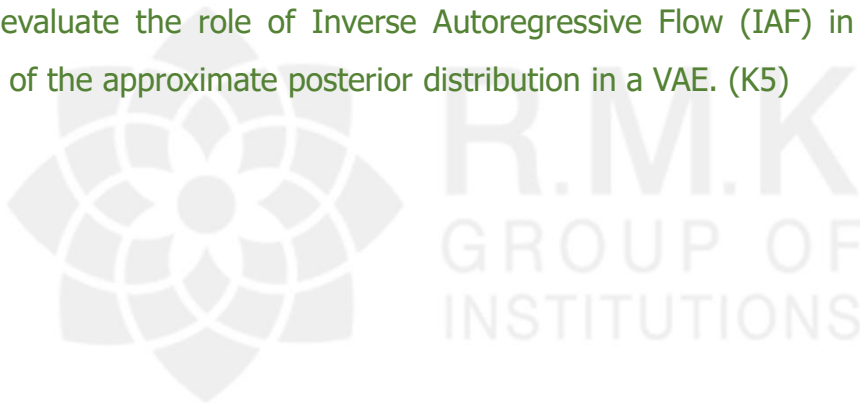 evaluate the role of Inverse Autoregressive Flow (IAF) in
of the approximate posterior distribution in a VAE. (K5)
R.M.K
GROUP OF
INSTITUTIONS